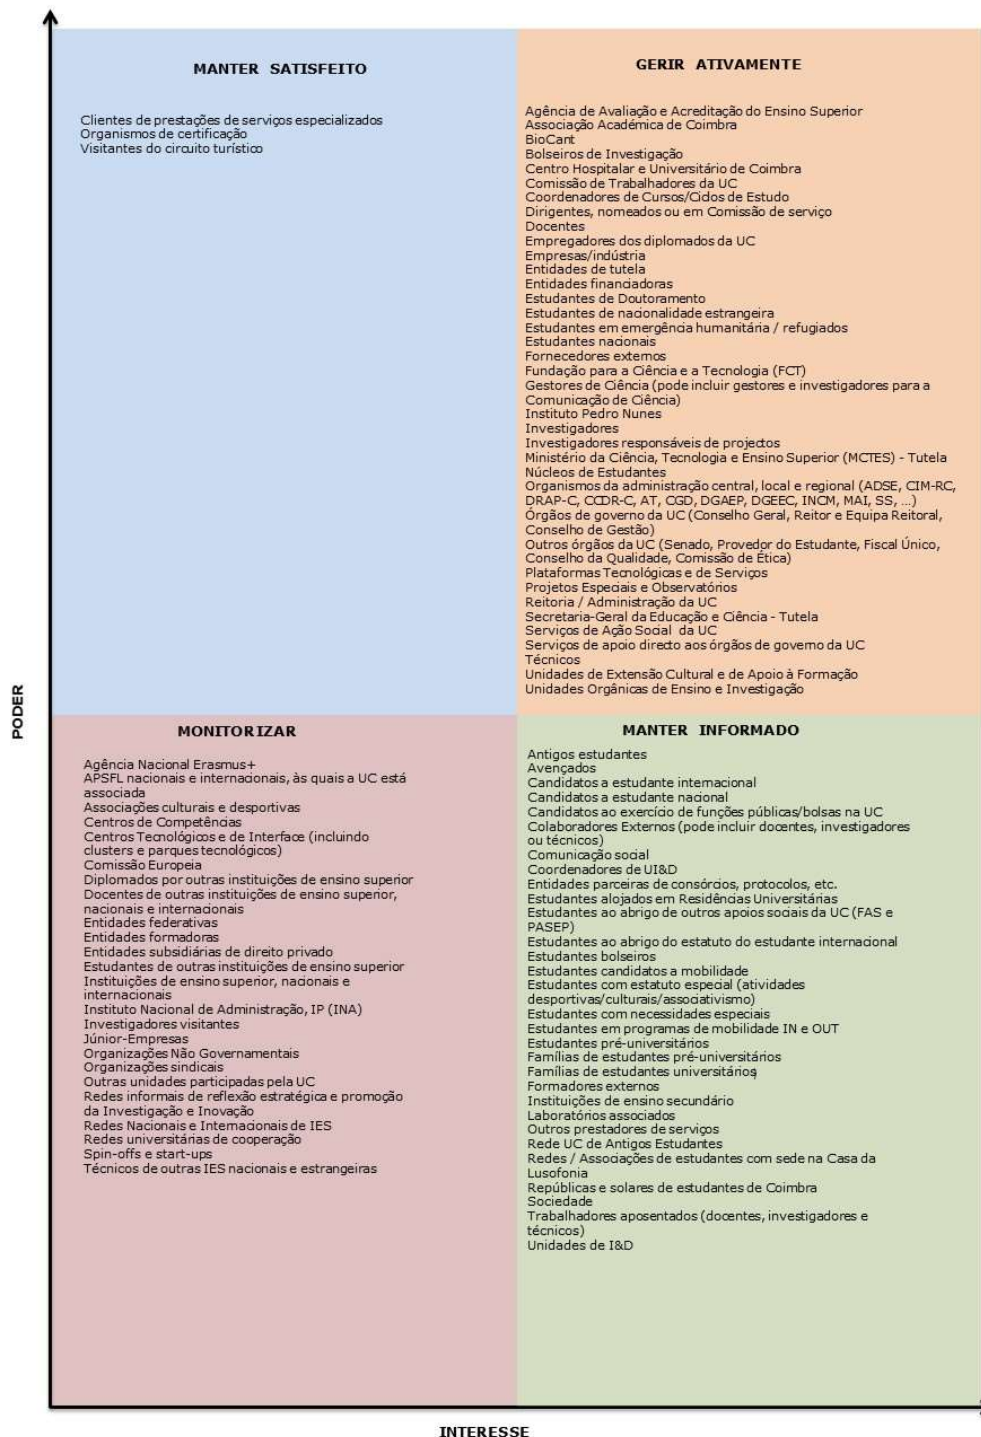 MANTER SATISFEITO
Clientes de prestações de serviços especializados
Organismos de certificação
Visitantes do circuito turístico
GERIR ATIVAMENTE
Agência de Avaliação e Acreditação do Ensino Superior
Associação Académica de Coimbra
BioCant
Bolseiros de Investigação
Centro Hospitalar e Universitário de Coimbra
Comissão de Trabalhadores da UC
Coordenadores de Cursos/Ciclos de Estudo
Dirigentes, nomeados ou em Comissão de serviço
Docentes
Empregadores dos diplomados da UC
Empresas/indústria
Entidades de tutela
Entidades financiadoras
Estudantes de Doutoramento
Estudantes de nacionalidade estrangeira
Estudantes em emergência humanitária / refugiados
Estudantes nacionais
Fornecedores externos
Fundação para a Ciência e a Tecnologia (FCT)
Gestores de Ciência (pode incluir gestores e investigadores para a
Comunicação de Ciência)
Instituto Pedro Nunes
Investigadores
Investigadores responsáveis de projectos
Ministério da Ciência, Tecnologia e Ensino Superior (MCTES) - Tutela
Núcleos de Estudantes
Organismos da administração central, local e regional (ADSE, CIM-RC,
DRAP-C, CCDR-C, AT, CGD, DGAEP, DGEEC, INCM, MAI, SS, ...)
Órgãos de governo da UC (Conselho Geral, Reitor e Equipa Reitoral,
Conselho de Gestão)
Outros órgãos da UC (Senado, Provedor do Estudante, Fiscal Único,
Conselho da Qualidade, Comissão de Ética)
Plataformas Tecnológicas e de Serviços
Projetos Especiais e Observatórios
Reitoria / Administração da UC
Secretaria-Geral da Educação e Ciência - Tutela
Serviços de Ação Social da UC
Serviços de apoio directo aos órgãos de governo da UC
Técnicos
Unidades de Extensão Cultural e de Apoio à Formação
Unidades Orgânicas de Ensino e Investigação
PODER
MONITORIZAR
Agência Nacional Erasmus+
APSFL nacionais e internacionais, às quais a UC está
associada
Associações culturais e desportivas
Centros de Competências
Centros Tecnológicos e de Interface (incluindo
clusters e parques tecnológicos)
Comissão Europeia
Diplomados por outras instituições de ensino superior
Docentes de outras instituições de ensino superior,
nacionais e internacionais
Entidades federativas
Entidades formadoras
Entidades subsidiárias de direito privado
Estudantes de outras instituições de ensino superior
Instituições de ensino superior, nacionais e
internacionais
Instituto Nacional de Administração, IP (INA)
Investigadores visitantes
Júnior-Empresas
Organizações Não Governamentais
Organizações sindicais
Outras unidades participadas pela UC
Redes informais de reflexão estratégica e promoção
da Investigação e Inovação
Redes Nacionais e Internacionais de IES
Redes universitárias de cooperação
Spin-offs e start-ups
Técnicos de outras IES nacionais e estrangeiras
MANTER INFORMADO
Antigos estudantes
Avençados
Candidatos a estudante internacional
Candidatos a estudante nacional
Candidatos ao exercício de funções públicas/bolsas na UC
Colaboradores Externos (pode incluir docentes, investigadores
ou técnicos)
Comunicação social
Coordenadores de UI&D
Entidades parceiras de consórcios, protocolos, etc.
Estudantes alojados em Residências Universitárias
Estudantes ao abrigo de outros apoios sociais da UC (FAS e
PASEP)
Estudantes ao abrigo do estatuto do estudante internacional
Estudantes bolseiros
Estudantes candidatos a mobilidade
Estudantes com estatuto especial (atividades
desportivas/culturais/associativismo)
Estudantes com necessidades especiais
Estudantes em programas de mobilidade IN e OUT
Estudantes pré-universitários
Famílias de estudantes pré-universitários
Famílias de estudantes universitários
Formadores externos
Instituições de ensino secundário
Laboratórios associados
Outros prestadores de serviços
Rede UC de Antigos Estudantes
Redes / Associações de estudantes com sede na Casa da
Lusofonia
Repúblicas e solares de estudantes de Coimbra
Sociedade
Trabalhadores aposentados (docentes, investigadores e
técnicos)
Unidades de I&D
INTERESSE